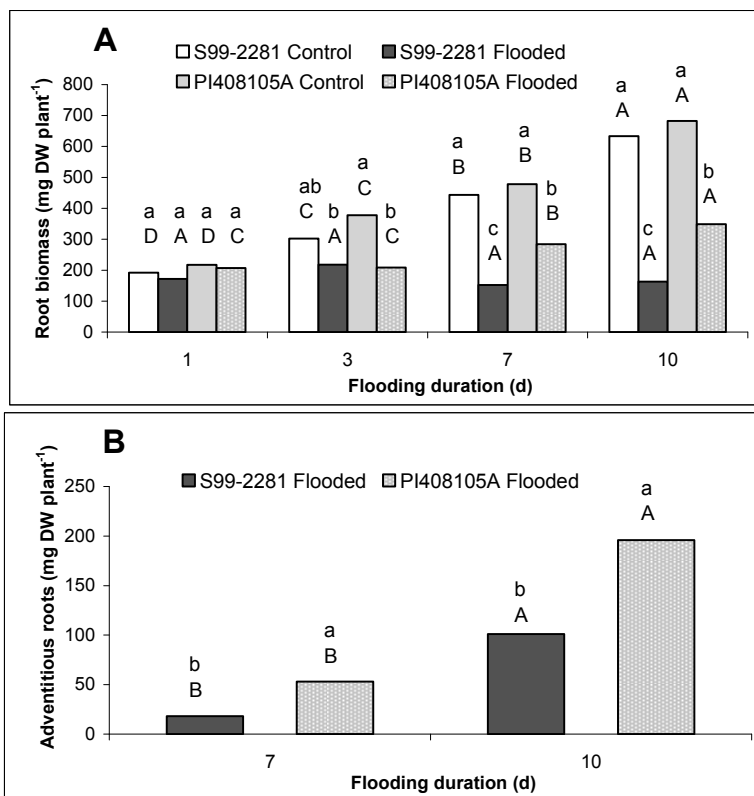 A
S99-2281 Control S99-2281 Flooded
PI408105A Control PI408105A Flooded
Root biomass (mg DW plant⁻¹)
800
700
600
500
400
300
200
100
0
a a a a
D A D C
ab b a b
C A C C
a c a b
B A B B
a c a b
A A A A
1 3 7 10
Flooding duration (d)
B
S99-2281 Flooded PI408105A Flooded
Adventitious roots (mg DW plant⁻¹)
250
200
150
100
50
0
b a b a
B B A A
7 10
Flooding duration (d)